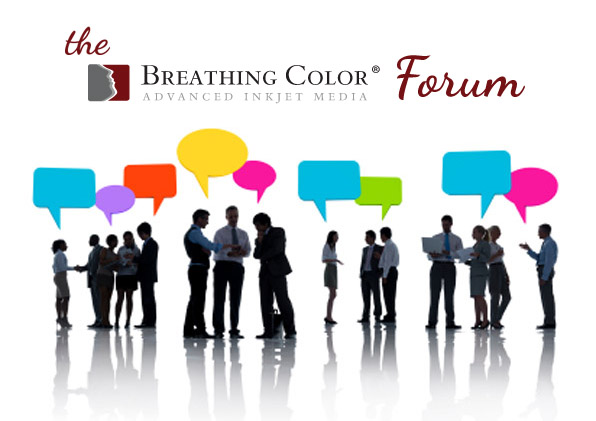 the
BREATHING COLOR®
ADVANCED INKJET MEDIA
Forum